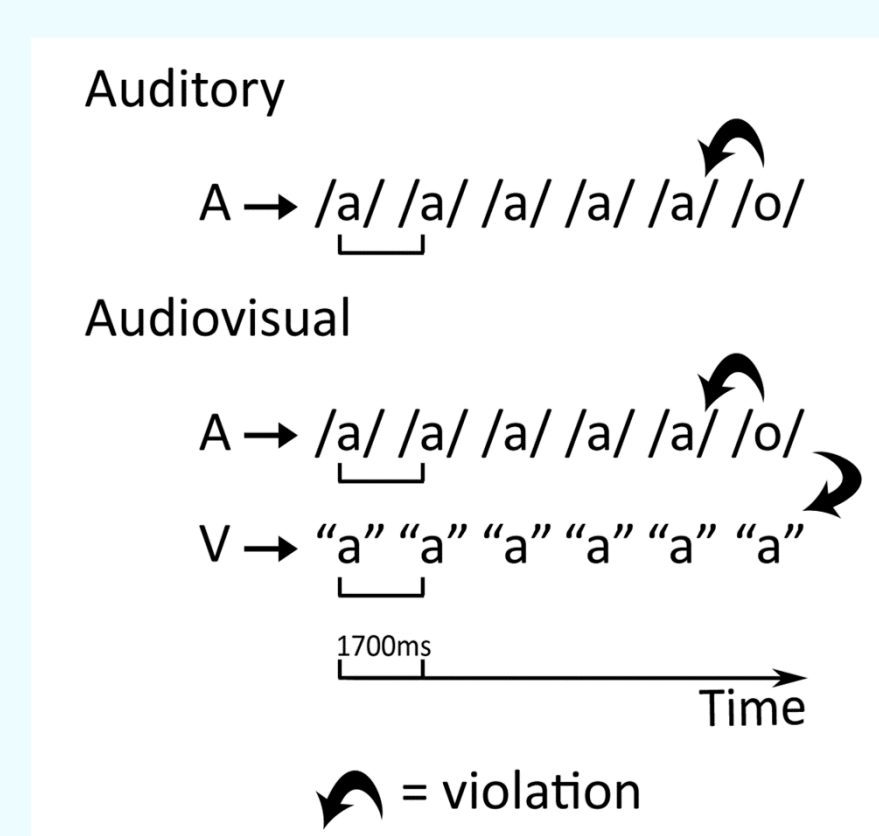 Auditory
A → /a/ /a/ /a/ /a/ /a/ /o/
Audiovisual
A → /a/ /a/ /a/ /a/ /a/ /o/
V → “a” “a” “a” “a” “a” “a”
1700ms
Time
= violation